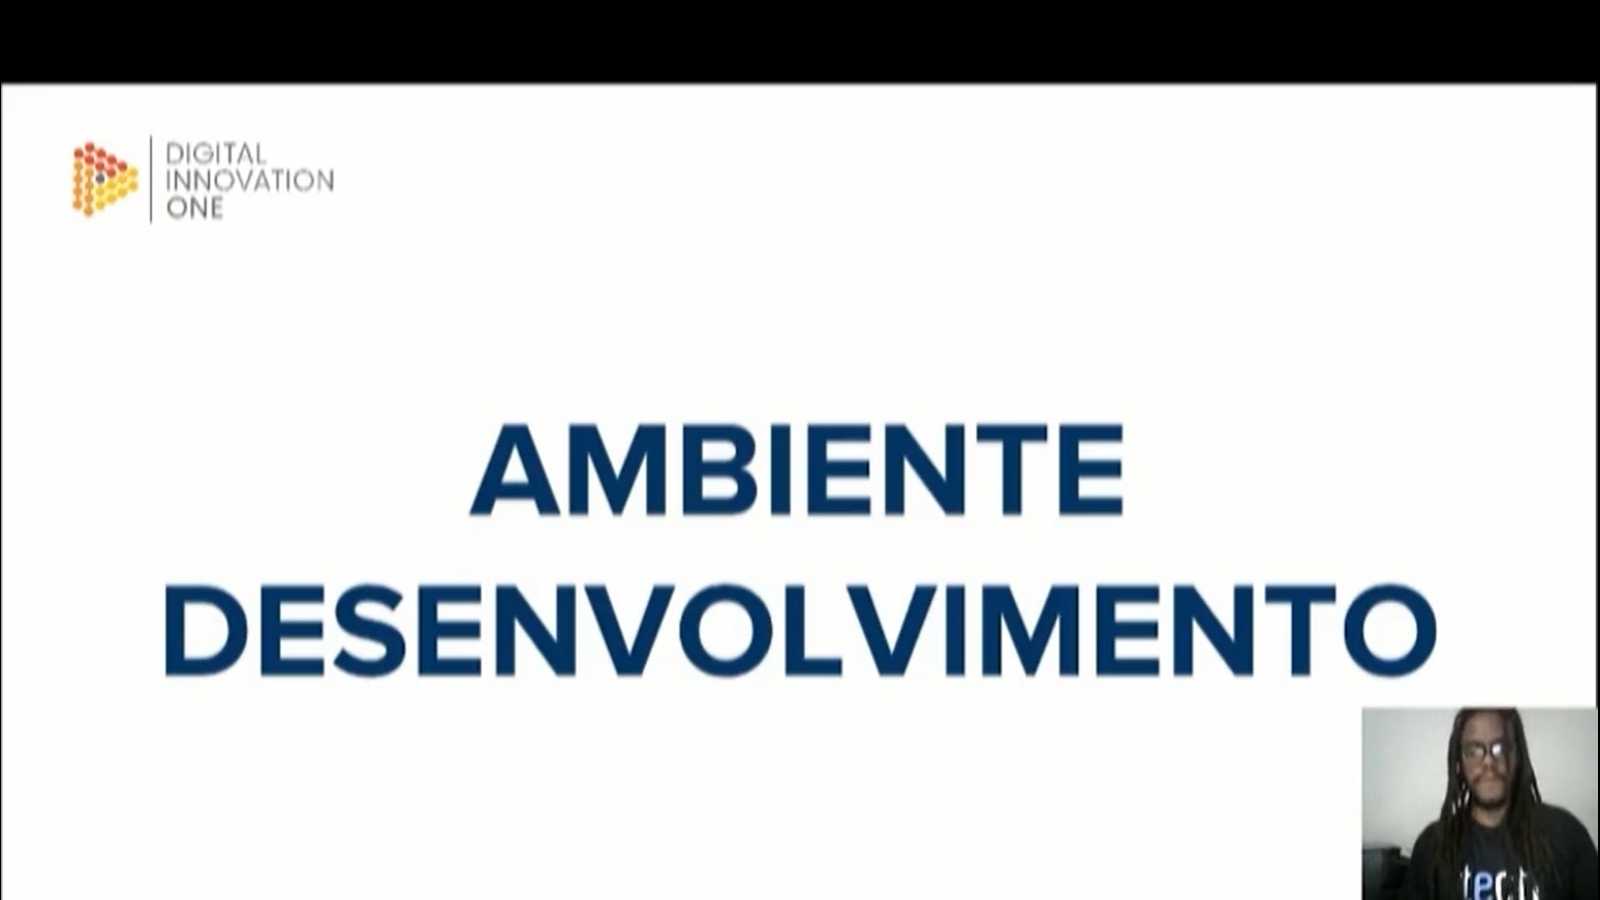 DIGITAL
INNOVATION
ONE
AMBIENTE
DESENVOLVIMENTO